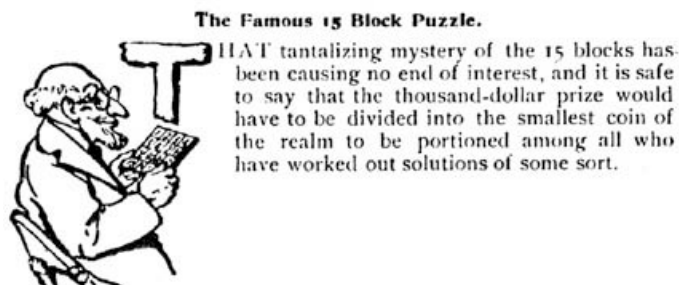 The Famous 15 Block Puzzle.
THAT tantalizing mystery of the 15 blocks has
been causing no end of interest, and it is safe
to say that the thousand-dollar prize would
have to be divided into the smallest coin of
the realm to be portioned among all who
have worked out solutions of some sort.